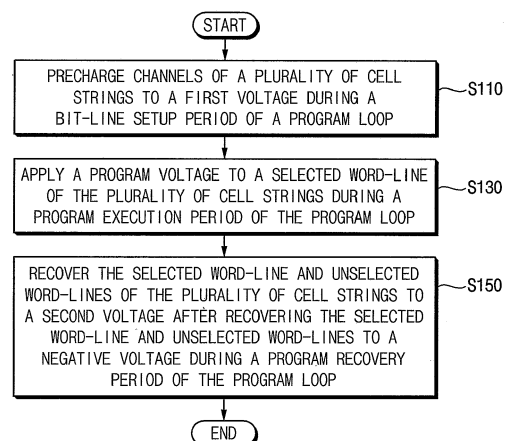 START
PRECHARGE CHANNELS OF A PLURALITY OF CELL
STRINGS TO A FIRST VOLTAGE DURING A
BIT-LINE SETUP PERIOD OF A PROGRAM LOOP
S110
APPLY A PROGRAM VOLTAGE TO A SELECTED WORD-LINE
OF THE PLURALITY OF CELL STRINGS DURING A
PROGRAM EXECUTION PERIOD OF THE PROGRAM LOOP
S130
RECOVER THE SELECTED WORD-LINE AND UNSELECTED
WORD-LINES OF THE PLURALITY OF CELL STRINGS TO
A SECOND VOLTAGE AFTER RECOVERING THE SELECTED
WORD-LINE AND UNSELECTED WORD-LINES TO A
NEGATIVE VOLTAGE DURING A PROGRAM RECOVERY
PERIOD OF THE PROGRAM LOOP
S150
END